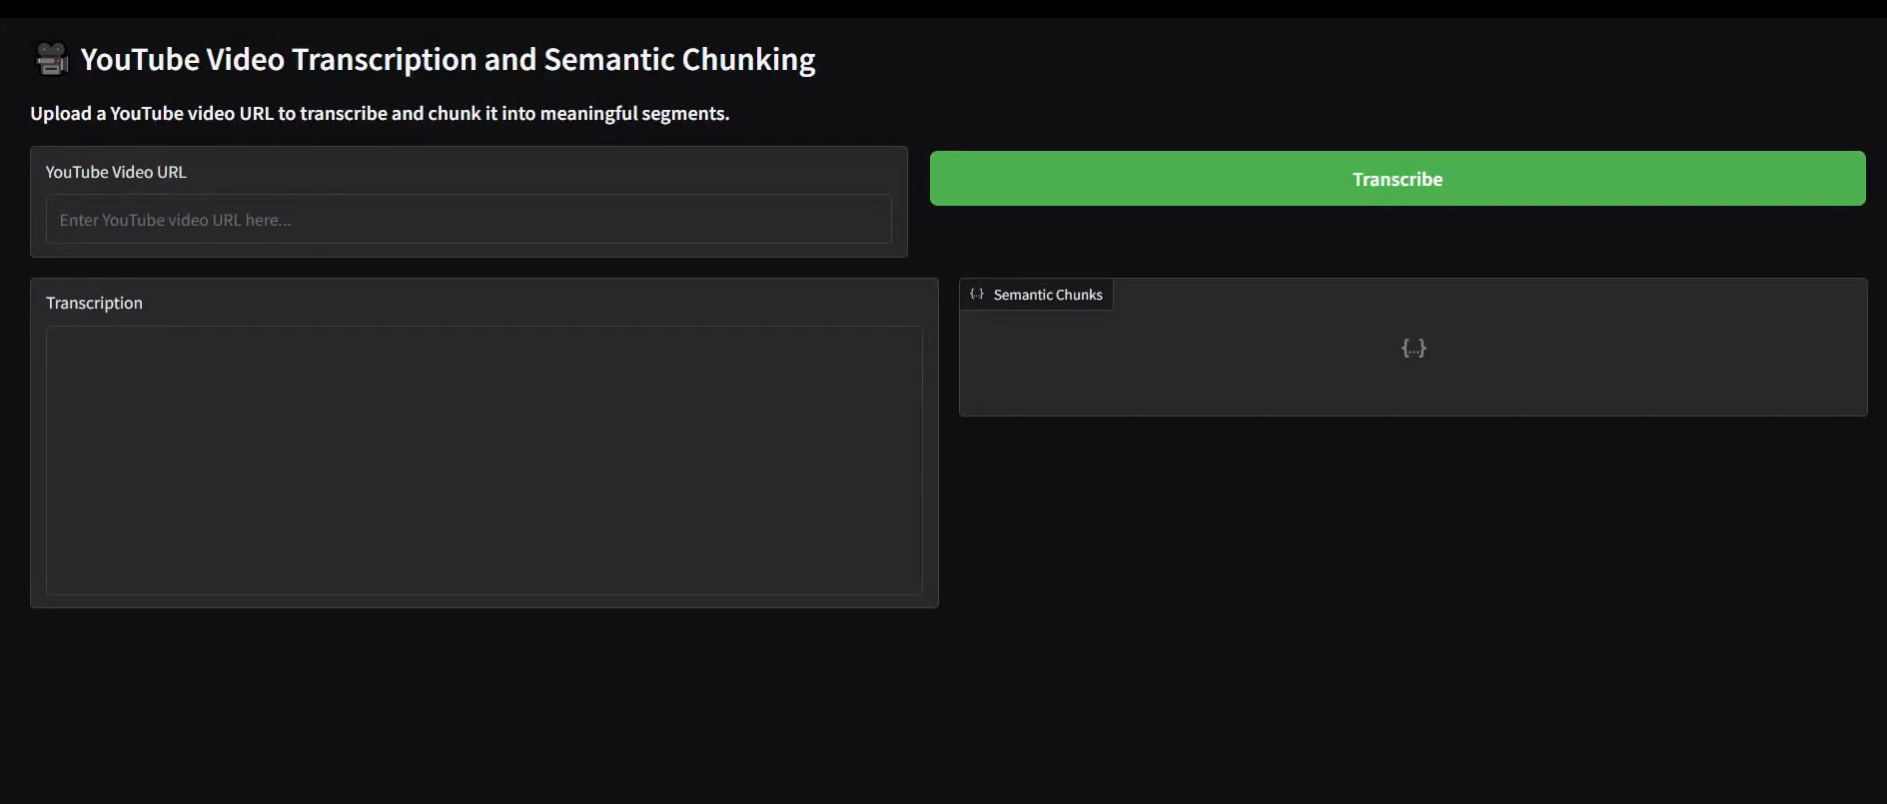 YouTube Video Transcription and Semantic Chunking
Upload a YouTube video URL to transcribe and chunk it into meaningful segments.
YouTube Video URL
Enter YouTube video URL here...
Transcribe
Transcription
{..} Semantic Chunks
{...}